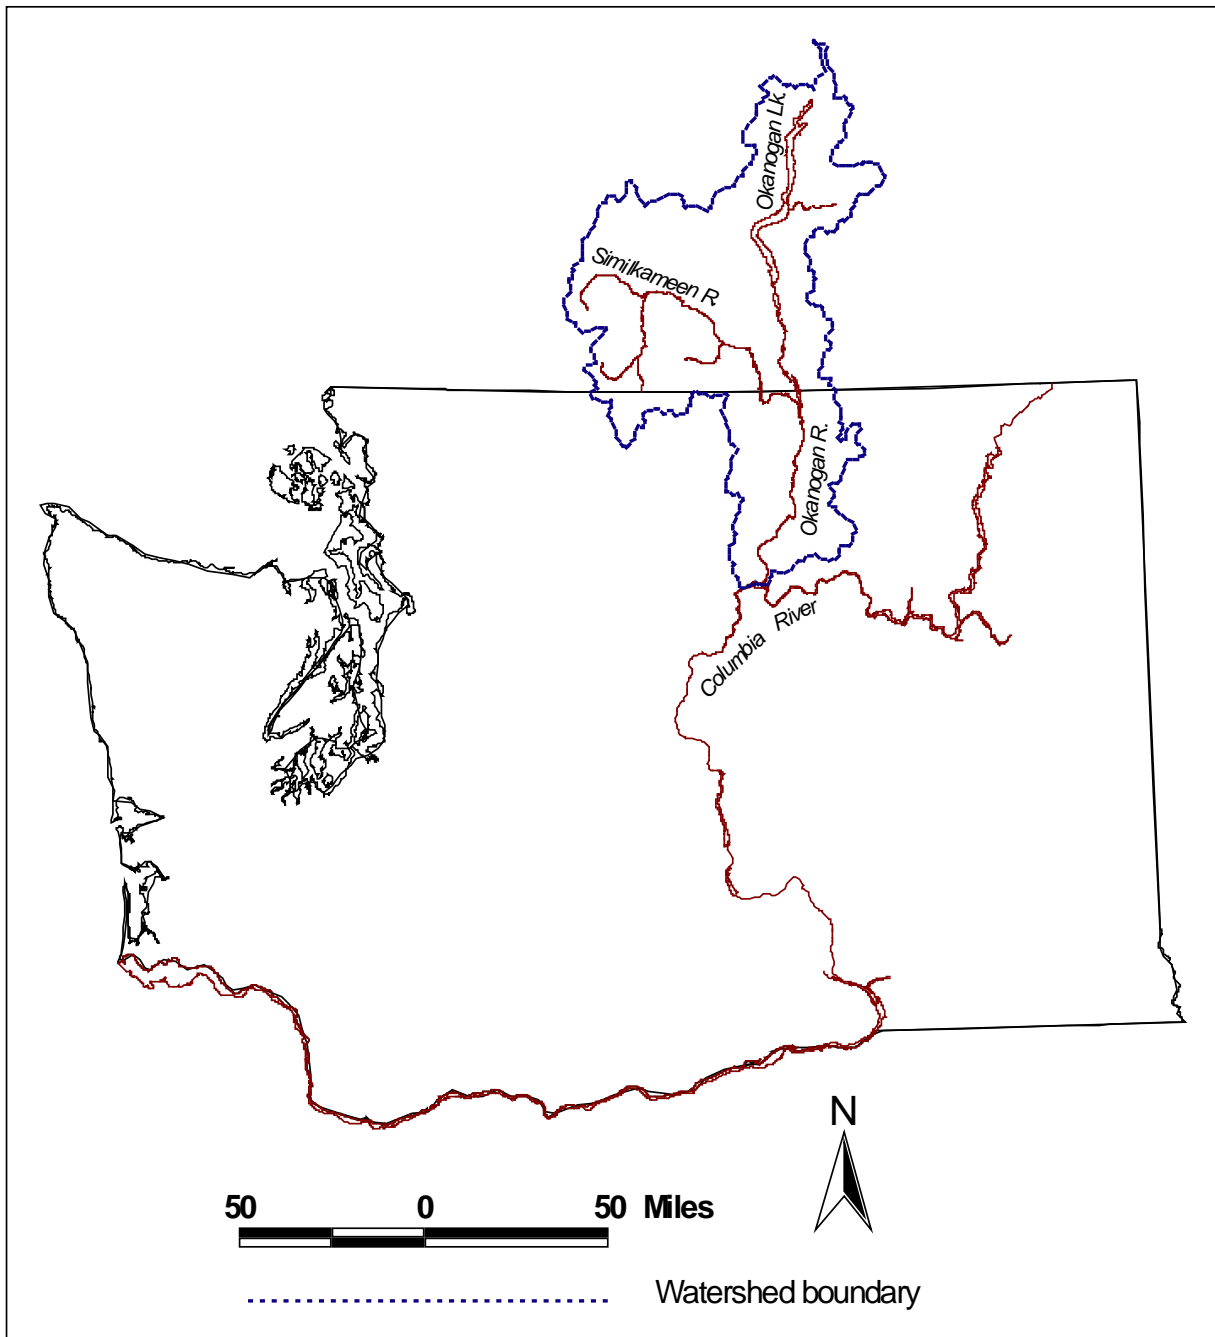 Okanogan Lk.
Similkameen R.
Okanogan R.
Columbia River
N
50 0 50 Miles
Watershed boundary